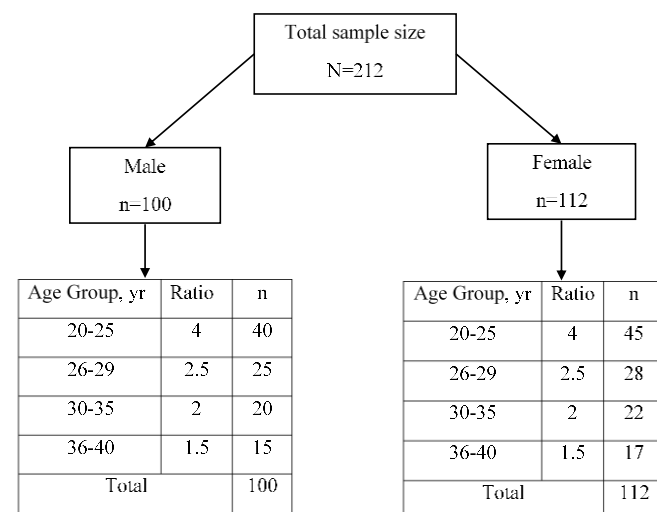 Total sample size
N=212
Male
n=100
Female
n=112
Age Group, yr Ratio n
20-25 4 40
26-29 2.5 25
30-35 2 20
36-40 1.5 15
Total 100
Age Group, yr Ratio n
20-25 4 45
26-29 2.5 28
30-35 2 22
36-40 1.5 17
Total 112